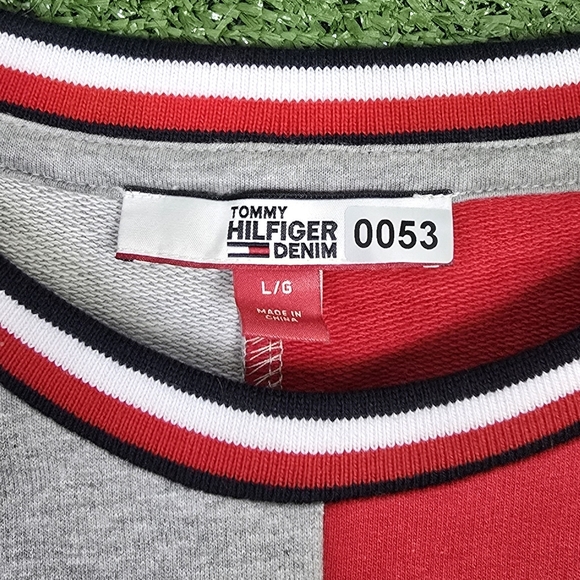 TOMMY
HILFIGER
DENIM
0053
L/G
MADE IN
CHINA